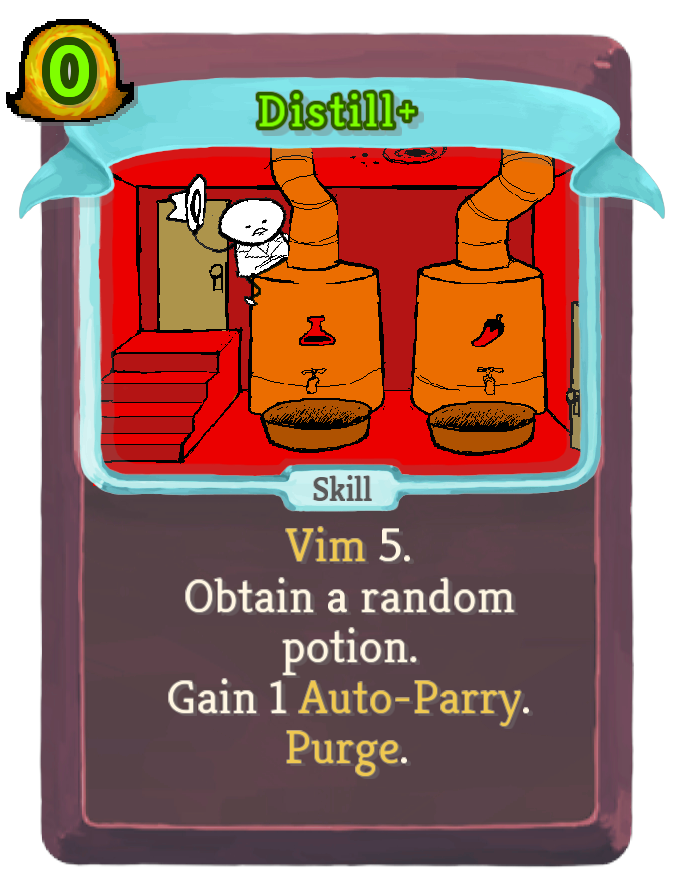 0
Distill+
Skill
Vim 5.
Obtain a random
potion.
Gain 1 Auto-Parry.
Purge.